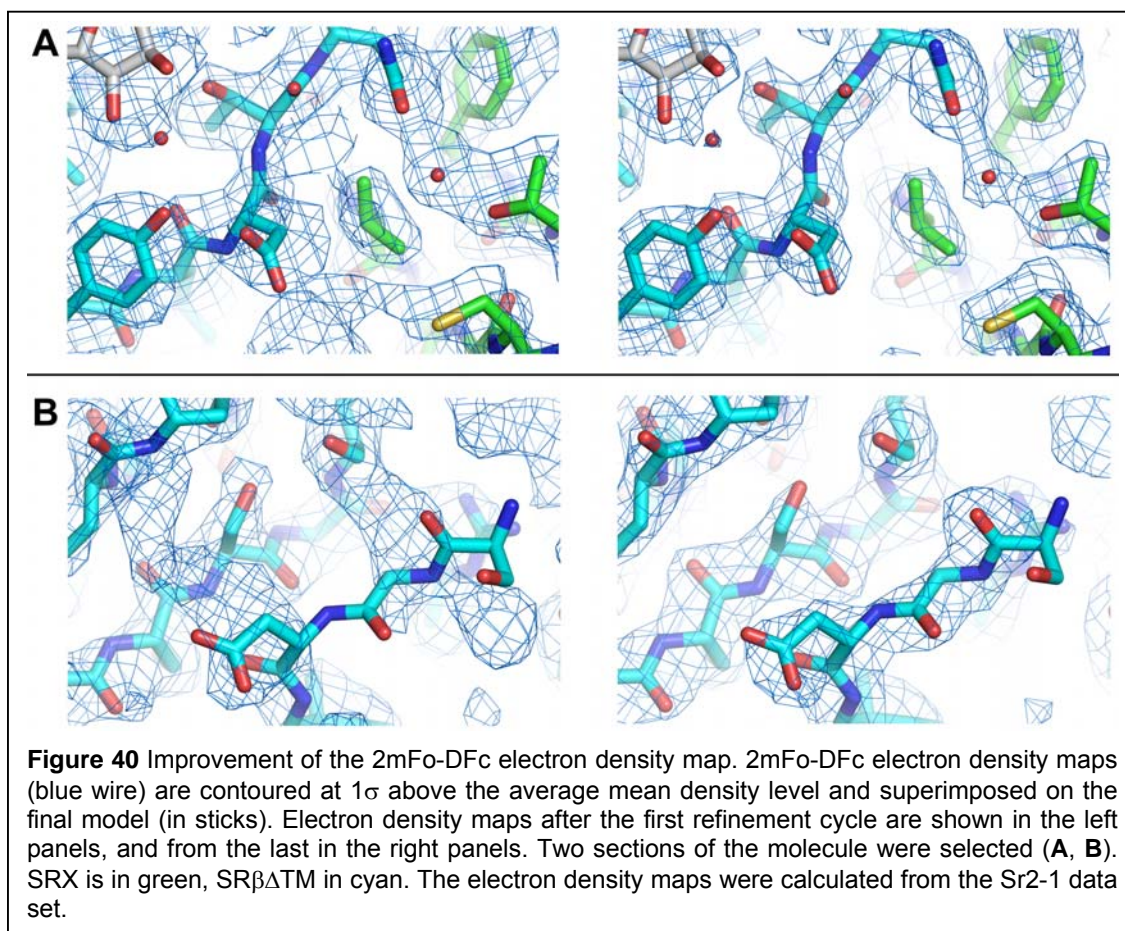 A
B
Figure 40 Improvement of the 2mFo-DFc electron density map. 2mFo-DFc electron density maps
(blue wire) are contoured at 1σ above the average mean density level and superimposed on the
final model (in sticks). Electron density maps after the first refinement cycle are shown in the left
panels, and from the last in the right panels. Two sections of the molecule were selected (A, B).
SRX is in green, SRβΔTM in cyan. The electron density maps were calculated from the Sr2-1 data
set.